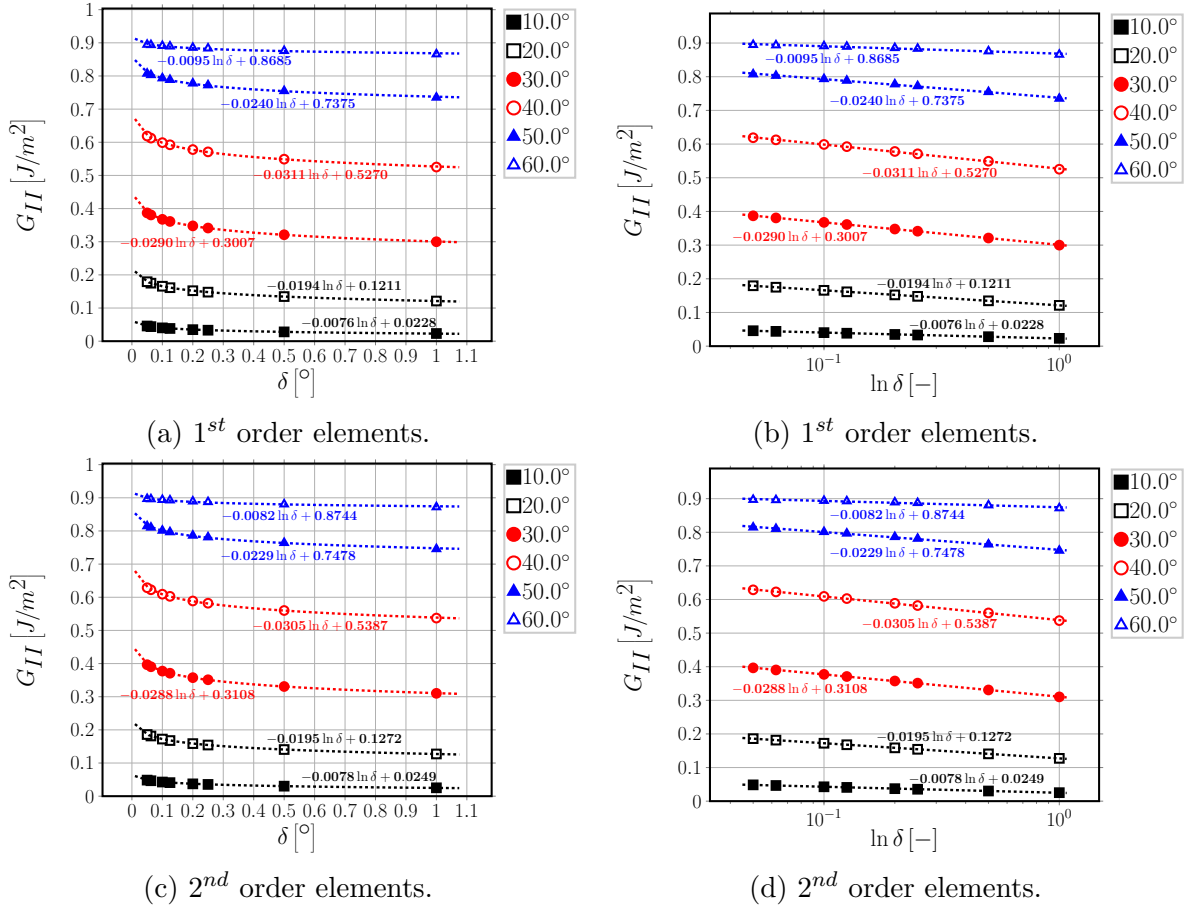 1
0.9
0.8
0.7
0.6
0.5
0.4
0.3
0.2
0.1
0
G_{II} [J/m^2]
−0.0095 ln δ + 0.8685
−0.0240 ln δ + 0.7375
0.0311 ln δ + 0.5270
−0.0290 ln δ + 0.3007
−0.0194 ln δ + 0.1211
−0.0076 ln δ + 0.0228
0 0.1 0.2 0.3 0.4 0.5 0.6 0.7 0.8 0.9 1 1.1
δ [°]
10.0°
20.0°
30.0°
40.0°
50.0°
60.0°
(a) 1^{st} order elements.
0.9
0.8
0.7
0.6
0.5
0.4
0.3
0.2
0.1
0
G_{II} [J/m^2]
−0.0095 ln δ + 0.8685
−0.0240 ln δ + 0.7375
−0.0311 ln δ + 0.5270
−0.0290 ln δ + 0.3007
−0.0194 ln δ + 0.1211
−0.0076 ln δ + 0.0228
10^{−1} 10^{0}
ln δ [−]
10.0°
20.0°
30.0°
40.0°
50.0°
60.0°
(b) 1^{st} order elements.
1
0.9
0.8
0.7
0.6
0.5
0.4
0.3
0.2
0.1
0
G_{II} [J/m^2]
−0.0082 ln δ + 0.8744
−0.0229 ln δ + 0.7478
−0.0305 ln δ + 0.5387
−0.0288 ln δ + 0.3108
−0.0195 ln δ + 0.1272
−0.0078 ln δ + 0.0249
0 0.1 0.2 0.3 0.4 0.5 0.6 0.7 0.8 0.9 1 1.1
δ [°]
10.0°
20.0°
30.0°
40.0°
50.0°
60.0°
(c) 2^{nd} order elements.
0.9
0.8
0.7
0.6
0.5
0.4
0.3
0.2
0.1
0
G_{II} [J/m^2]
−0.0082 ln δ + 0.8744
−0.0229 ln δ + 0.7478
−0.0305 ln δ + 0.5387
−0.0288 ln δ + 0.3108
−0.0195 ln δ + 0.1272
−0.0078 ln δ + 0.0249
10^{−1} 10^{0}
ln δ [−]
10.0°
20.0°
30.0°
40.0°
50.0°
60.0°
(d) 2^{nd} order elements.